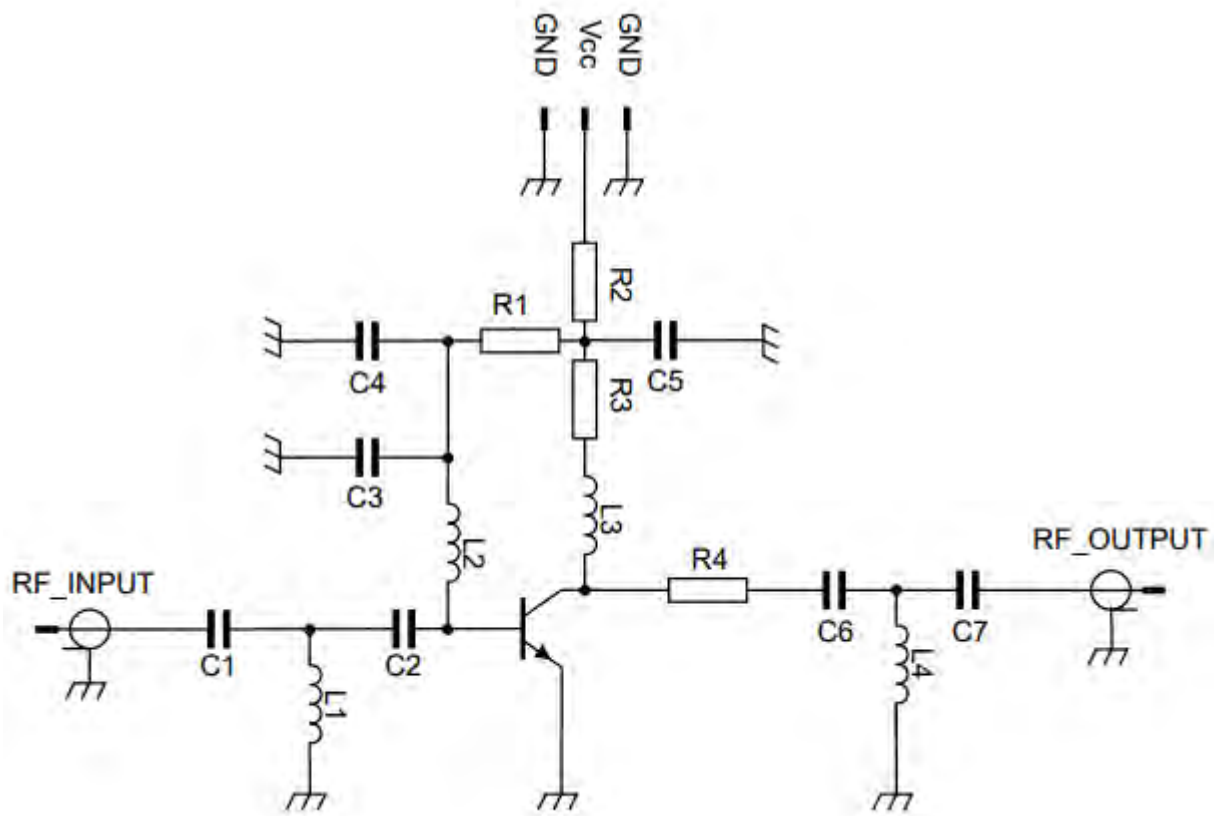 GND
Vcc
GND
R2
R1
C4
R3
C5
C3
L3
L2
RF_OUTPUT
R4
RF_INPUT
C1
C2
C6
C7
L4
L1